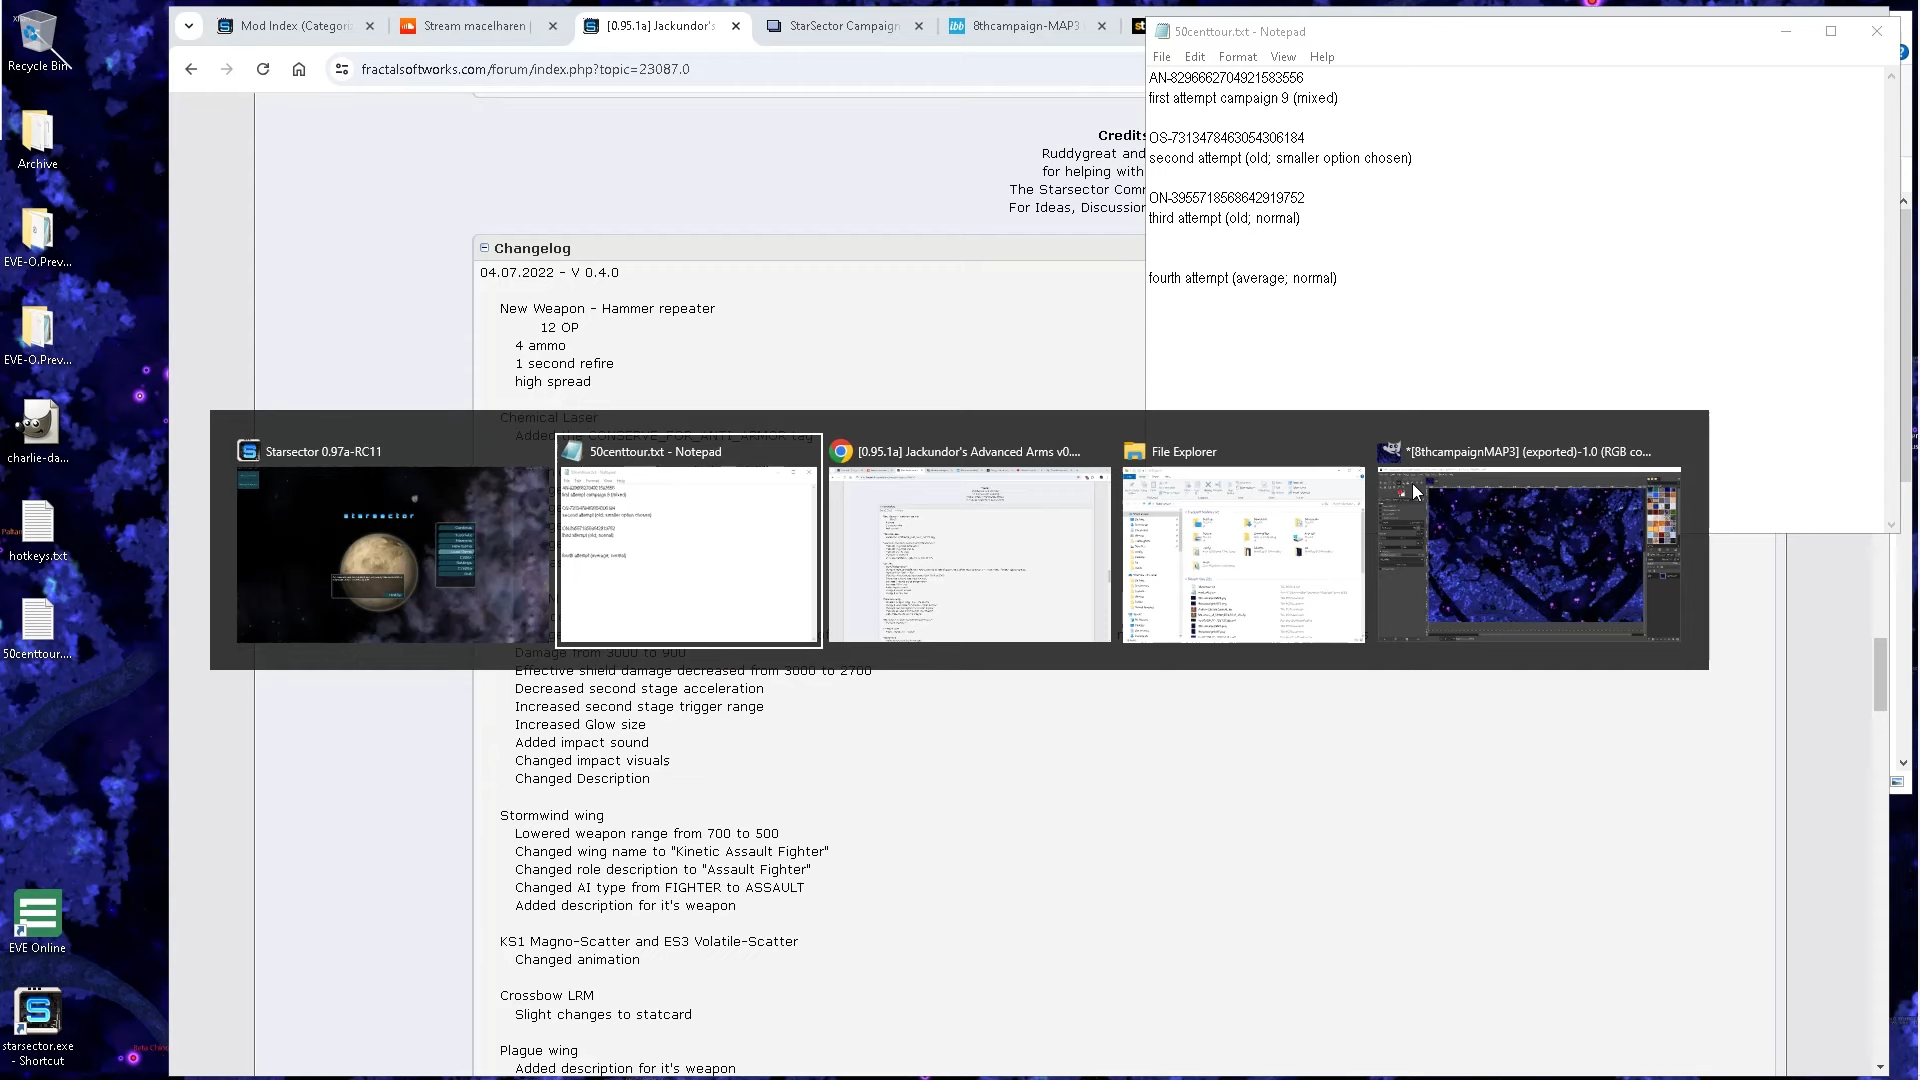 Recycle Bin
Archive
EVE-O.Prev...
EVE-O.Prev...
charlie-da...
hotkeys.txt
50centtour....
EVE Online
starsector.exe
- Shortcut
Mod Index (Categori
Stream macelharen |
[0.95.1a] Jackundor's
StarSector Campaign
ibb
8thcampaign-MAP3
fractalsoftworks.com/forum/index.php?topic=23087.0
Credits
Ruddygreat and
for helping with
The Starsector Comm
For Ideas, Discussion
Changelog
04.07.2022 - V 0.4.0
New Weapon - Hammer repeater
12 OP
4 ammo
1 second refire
high spread
Chemical Laser
Added the CONSERVE_FOR_ANTI_ARMOR tag
50centtour.txt - Notepad
File Edit Format View Help
AN-8296662704921583556
first attempt campaign 9 (mixed)
OS-7313478463054306184
second attempt (old; smaller option chosen)
ON-3955718568642919752
third attempt (old; normal)
fourth attempt (average; normal)
Starsector 0.97a-RC11
50centtour.txt - Notepad
[0.95.1a] Jackundor's Advanced Arms v0....
File Explorer
*[8thcampaignMAP3] (exported)-1.0 (RGB co...
starsector
Damage from 3000 to 900
Effective shield damage decreased from 3000 to 2700
Decreased second stage acceleration
Increased second stage trigger range
Increased Glow size
Added impact sound
Changed impact visuals
Changed Description
Stormwind wing
Lowered weapon range from 700 to 500
Changed wing name to "Kinetic Assault Fighter"
Changed role description to "Assault Fighter"
Changed AI type from FIGHTER to ASSAULT
Added description for it's weapon
KS1 Magno-Scatter and ES3 Volatile-Scatter
Changed animation
Crossbow LRM
Slight changes to statcard
Plague wing
Added description for it's weapon